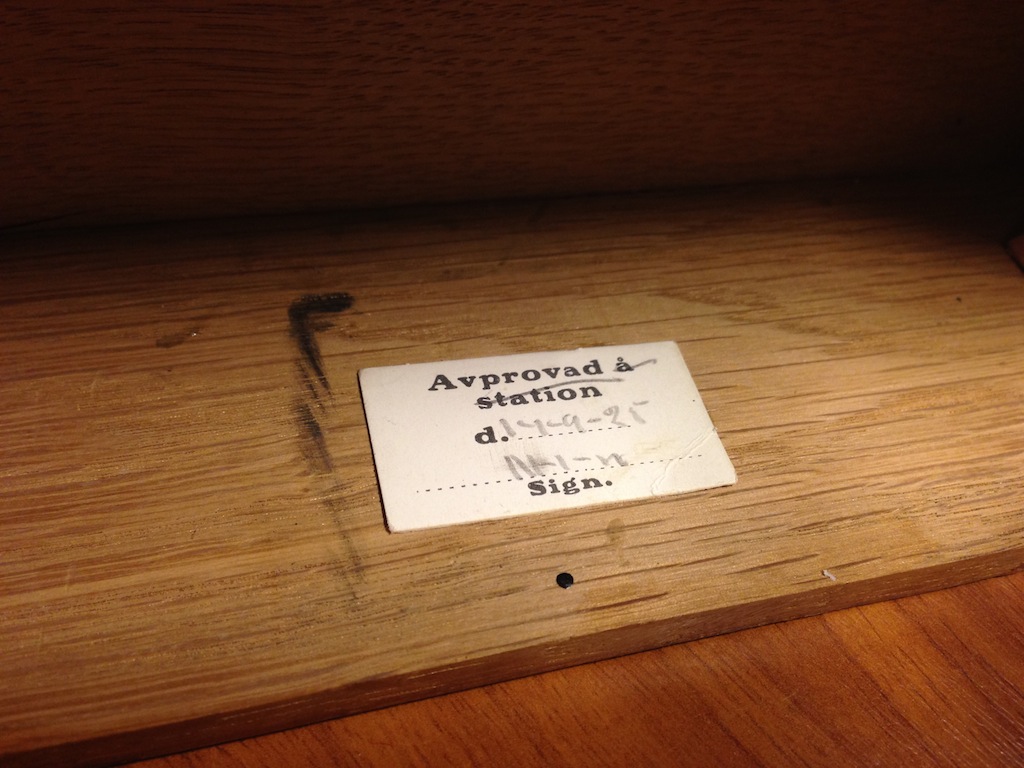 Avprovad å
station
d. 14-9-25
Sign.